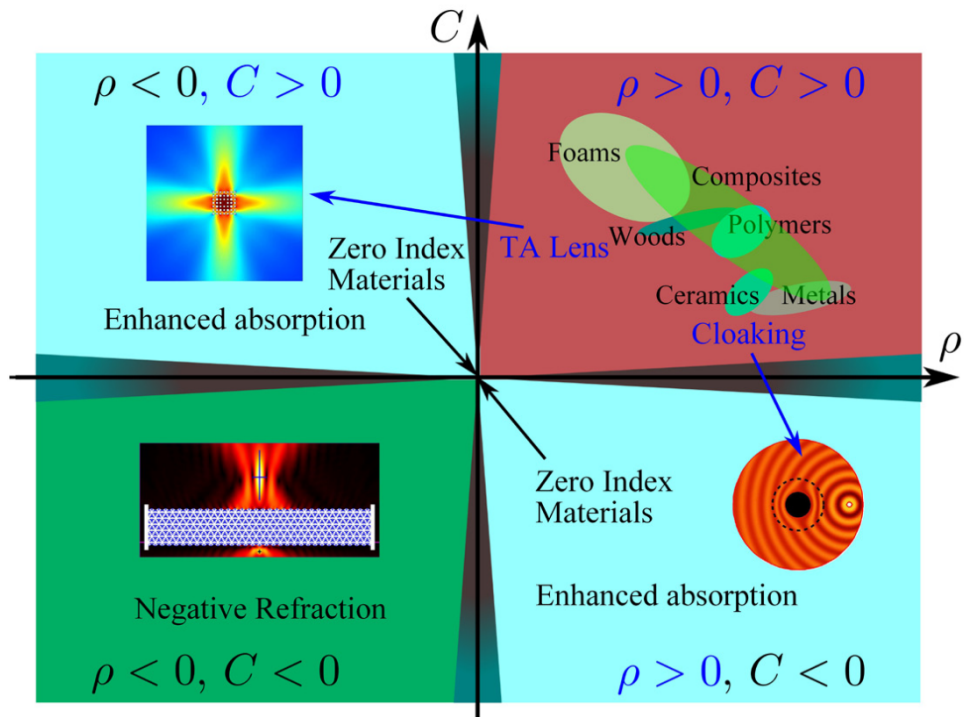 C
ρ < 0, C > 0
ρ > 0, C > 0
Foams
Composites
Woods
Polymers
TA Lens
Zero Index
Materials
Ceramics
Metals
Enhanced absorption
Cloaking
ρ
Zero Index
Materials
Enhanced absorption
Negative Refraction
ρ < 0, C < 0
ρ > 0, C < 0